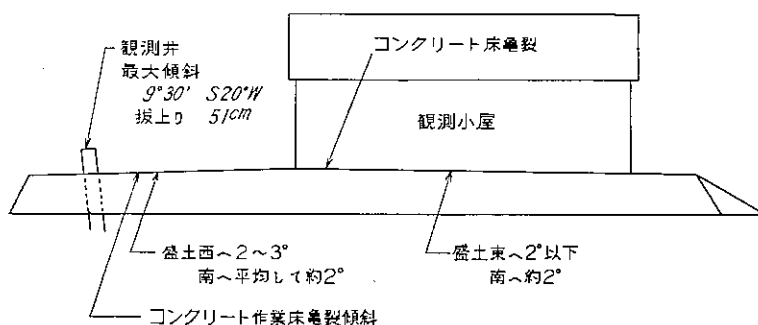 観測井
最大傾斜
9°30′ S20°W
抜上り 51cm
コンクリート床亀裂
観測小屋
盛土西へ2〜3°
南へ平均して約2°
盛土東へ2°以下
南へ約2°
コンクリート作業床亀裂傾斜